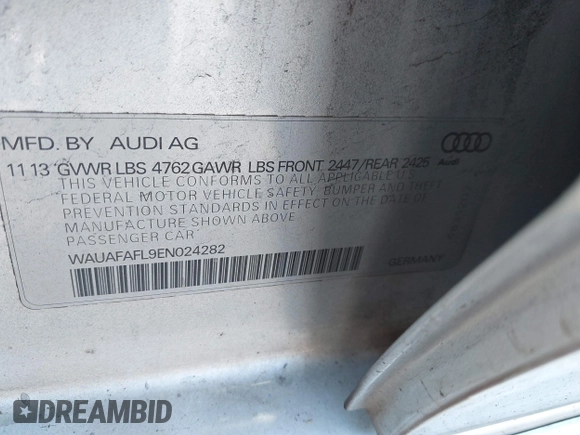 MFD. BY AUDI AG
11 13 GVWR LBS 4762 GAWR LBS FRONT 2447/REAR 2425
Audi
THIS VEHICLE CONFORMS TO ALL APPLICABLE U.S.
FEDERAL MOTOR VEHICLE SAFETY, BUMPER AND THEFT
PREVENTION STANDARDS IN EFFECT ON THE DATE OF
MANUFACTURE SHOWN ABOVE
PASSENGER CAR
WAUAFAFL9EN024282
GERMANY
DREAMBID